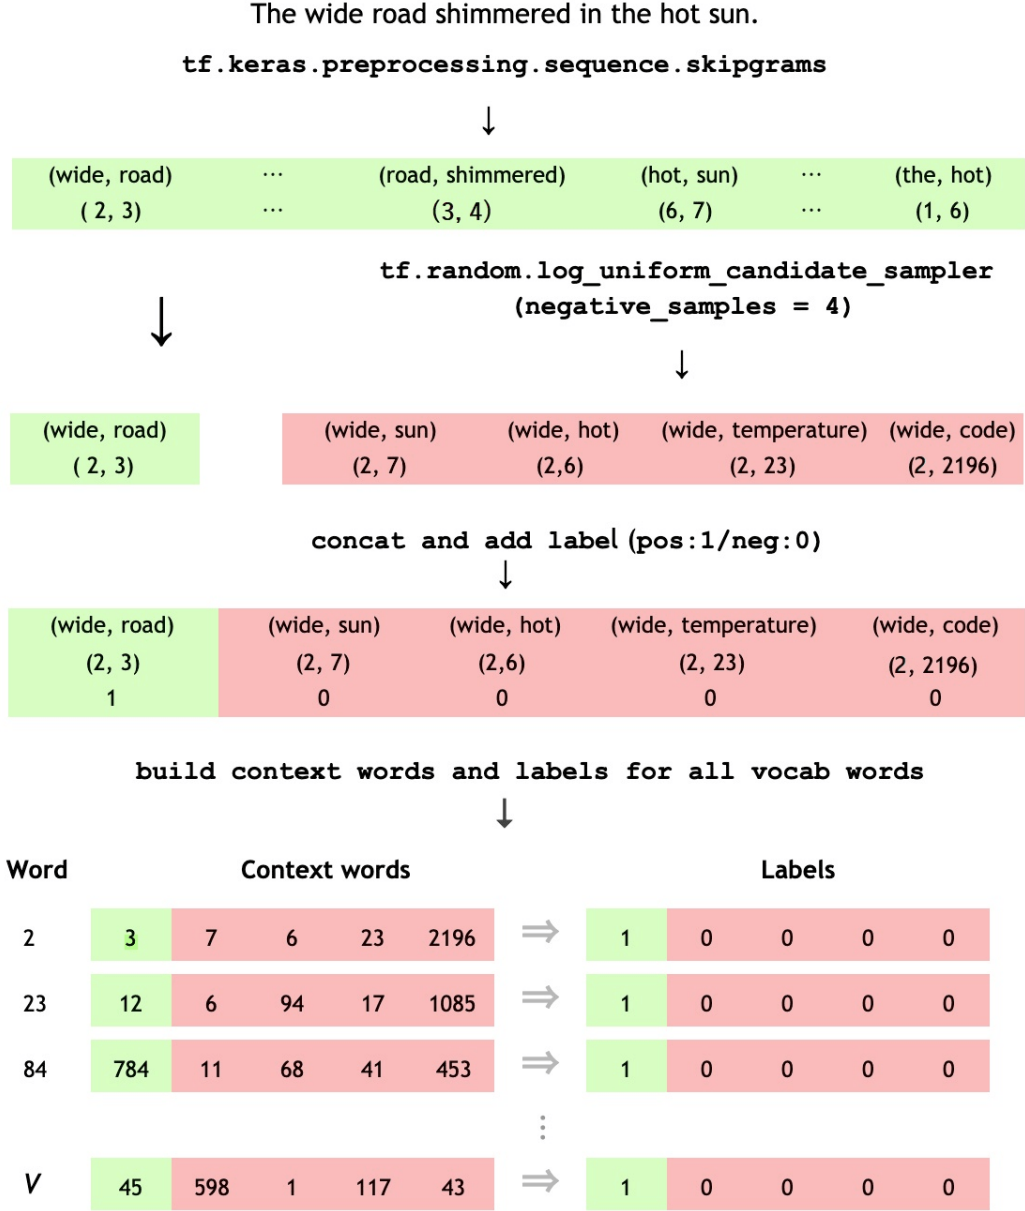 The wide road shimmered in the hot sun.
tf.keras.preprocessing.sequence.skipgrams
↓
(wide, road) ... (road, shimmered) (hot, sun) ... (the, hot)
( 2, 3) ... (3, 4) (6, 7) ... (1, 6)
tf.random.log_uniform_candidate_sampler
(negative_samples = 4)
↓ ↓
(wide, road) (wide, sun) (wide, hot) (wide, temperature) (wide, code)
( 2, 3) (2, 7) (2,6) (2, 23) (2, 2196)
concat and add label (pos:1/neg:0)
↓
(wide, road) (wide, sun) (wide, hot) (wide, temperature) (wide, code)
(2, 3) (2, 7) (2,6) (2, 23) (2, 2196)
1 0 0 0 0
build context words and labels for all vocab words
↓
Word Context words Labels
2 3 7 6 23 2196 ⇒ 1 0 0 0 0
23 12 6 94 17 1085 ⇒ 1 0 0 0 0
84 784 11 68 41 453 ⇒ 1 0 0 0 0
⋮
V 45 598 1 117 43 ⇒ 1 0 0 0 0